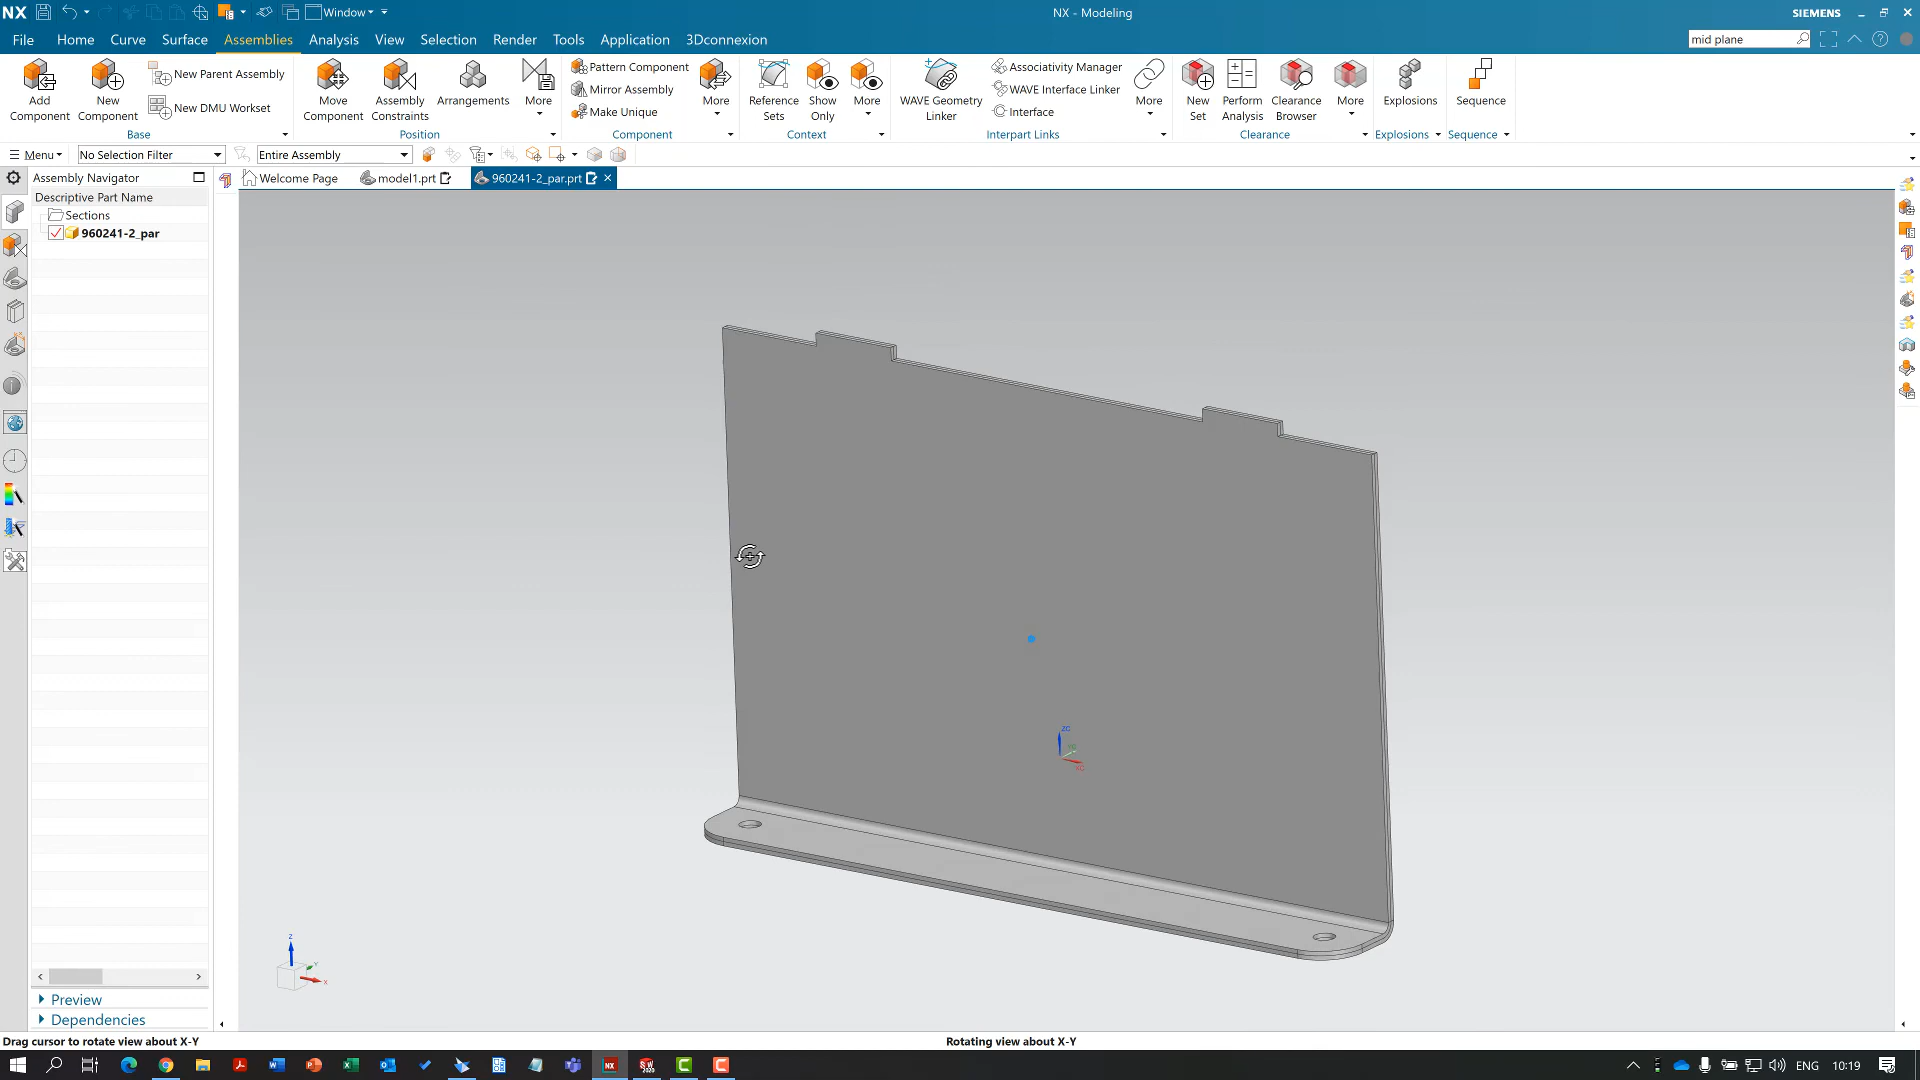 NX
Window
NX - Modeling
SIEMENS
File
Home
Curve
Surface
Assemblies
Analysis
View
Selection
Render
Tools
Application
3Dconnexion
mid plane
Add Component
New Component
New Parent Assembly
New DMU Workset
Base
Move Component
Assembly Constraints
Arrangements
More
Position
Pattern Component
Mirror Assembly
Make Unique
More
Component
Reference Sets
Show Only
More
Context
WAVE Geometry Linker
Associativity Manager
WAVE Interface Linker
Interface
More
Interpart Links
New Set
Perform Analysis
Clearance Browser
More
Clearance
Explosions
Explosions
Sequence
Sequence
Menu
No Selection Filter
Entire Assembly
Assembly Navigator
Welcome Page
model1.prt
960241-2_par.prt
Descriptive Part Name
Sections
960241-2_par
ZC
YC
XC
Z
Y
X
Preview
Dependencies
Drag cursor to rotate view about X-Y
Rotating view about X-Y
ENG
10:19